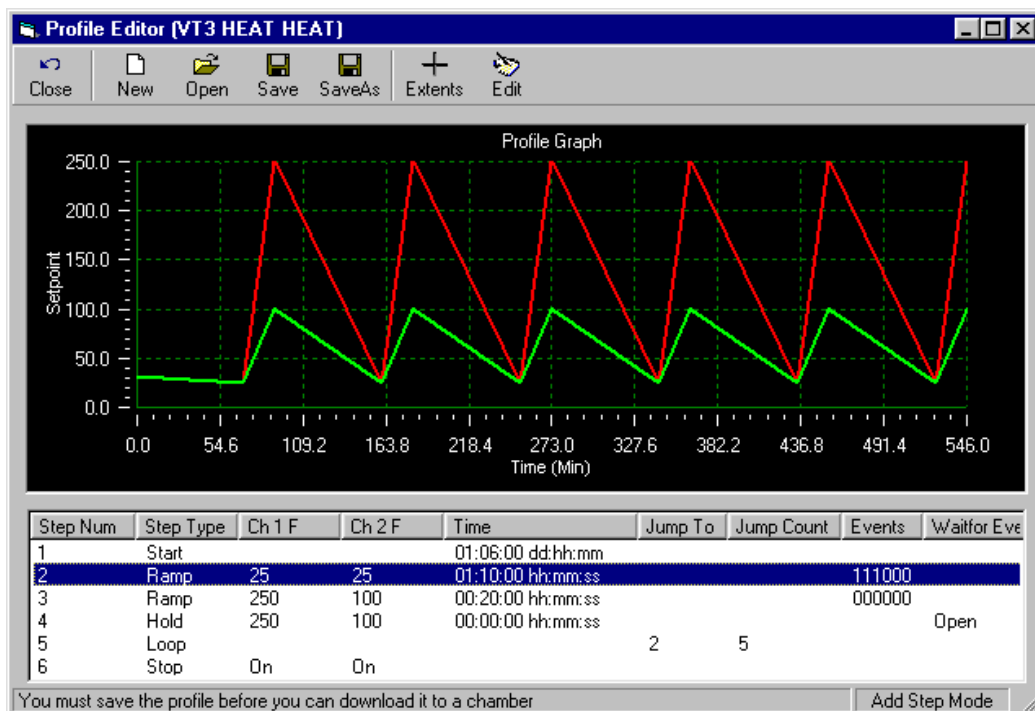 Profile Editor (VT3 HEAT HEAT)
Close New Open Save SaveAs Extents Edit
Profile Graph
250.0
200.0
150.0
100.0
50.0
0.0
Setpoint
0.0 54.6 109.2 163.8 218.4 273.0 327.6 382.2 436.8 491.4 546.0
Time (Min)
Step Num Step Type Ch 1 F Ch 2 F Time Jump To Jump Count Events Waitfor Eve
1 Start 01:06:00 dd:hh:mm
2 Ramp 25 25 01:10:00 hh:mm:ss 111000
3 Ramp 250 100 00:20:00 hh:mm:ss 000000
4 Hold 250 100 00:00:00 hh:mm:ss Open
5 Loop 2 5
6 Stop On On
You must save the profile before you can download it to a chamber Add Step Mode